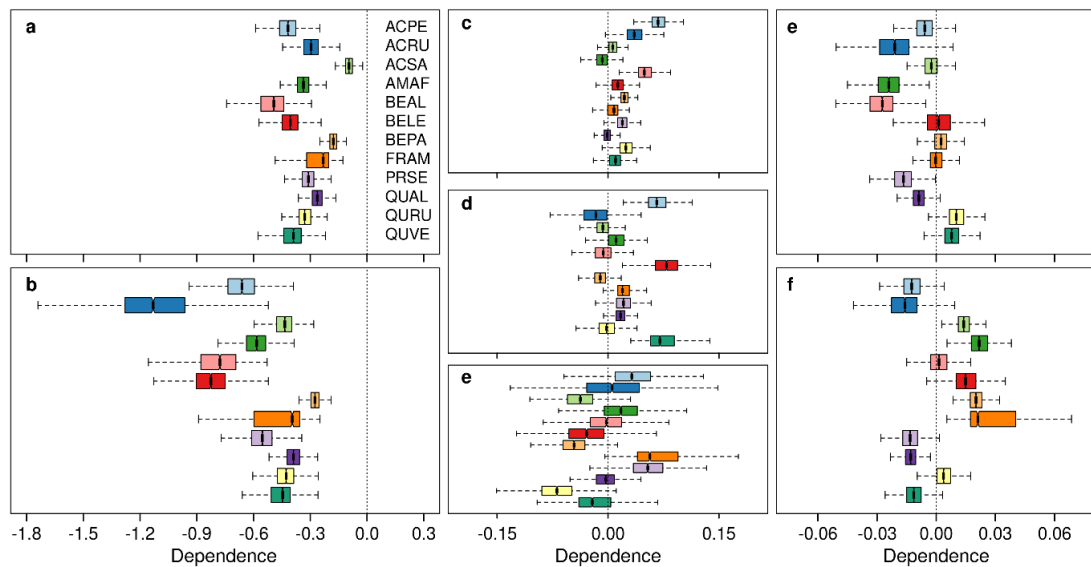 a
ACPE
ACRU
ACSA
AMAF
BEAL
BELE
BEPA
FRAM
PRSE
QUAL
QURU
QUVE
b
-1.8 -1.2 -0.9 -0.6 -0.3 0.0 0.3
Dependence
c
d
e
-0.15 0.00 0.15
Dependence
e
f
-0.06 -0.03 0.00 0.03 0.06
Dependence